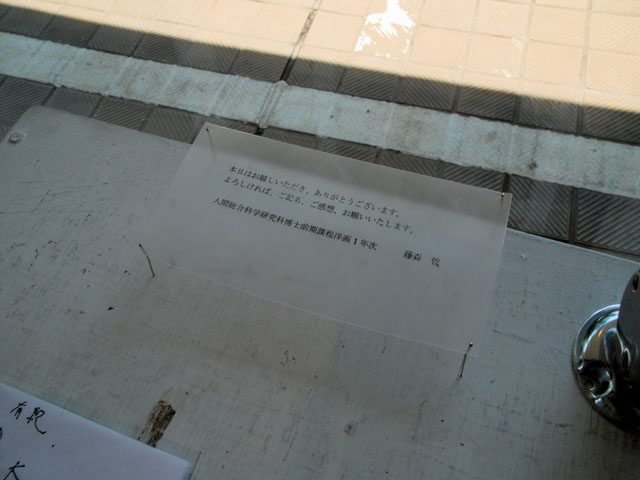 本日はお越しいただき、ありがとうございます。
よろしければ、ご記名、ご感想、お願いいたします。
人間総合科学研究科博士前期課程洋画1年次　藤森 哲
有紀